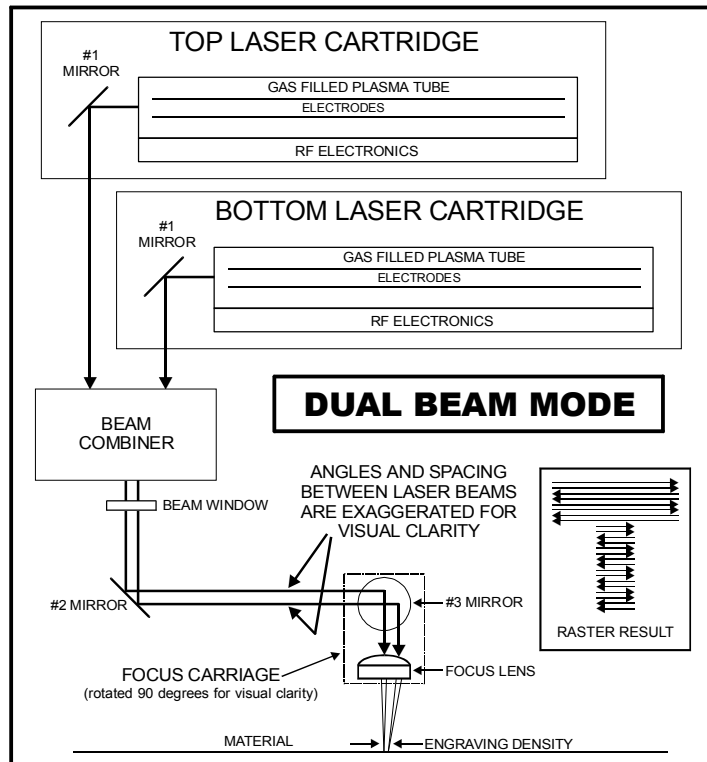 TOP LASER CARTRIDGE
#1
MIRROR
GAS FILLED PLASMA TUBE
ELECTRODES
RF ELECTRONICS
BOTTOM LASER CARTRIDGE
#1
MIRROR
GAS FILLED PLASMA TUBE
ELECTRODES
RF ELECTRONICS
BEAM
COMBINER
DUAL BEAM MODE
BEAM WINDOW
ANGLES AND SPACING
BETWEEN LASER BEAMS
ARE EXAGGERATED FOR
VISUAL CLARITY
#2 MIRROR
#3 MIRROR
RASTER RESULT
FOCUS CARRIAGE
(rotated 90 degrees for visual clarity)
FOCUS LENS
MATERIAL
ENGRAVING DENSITY